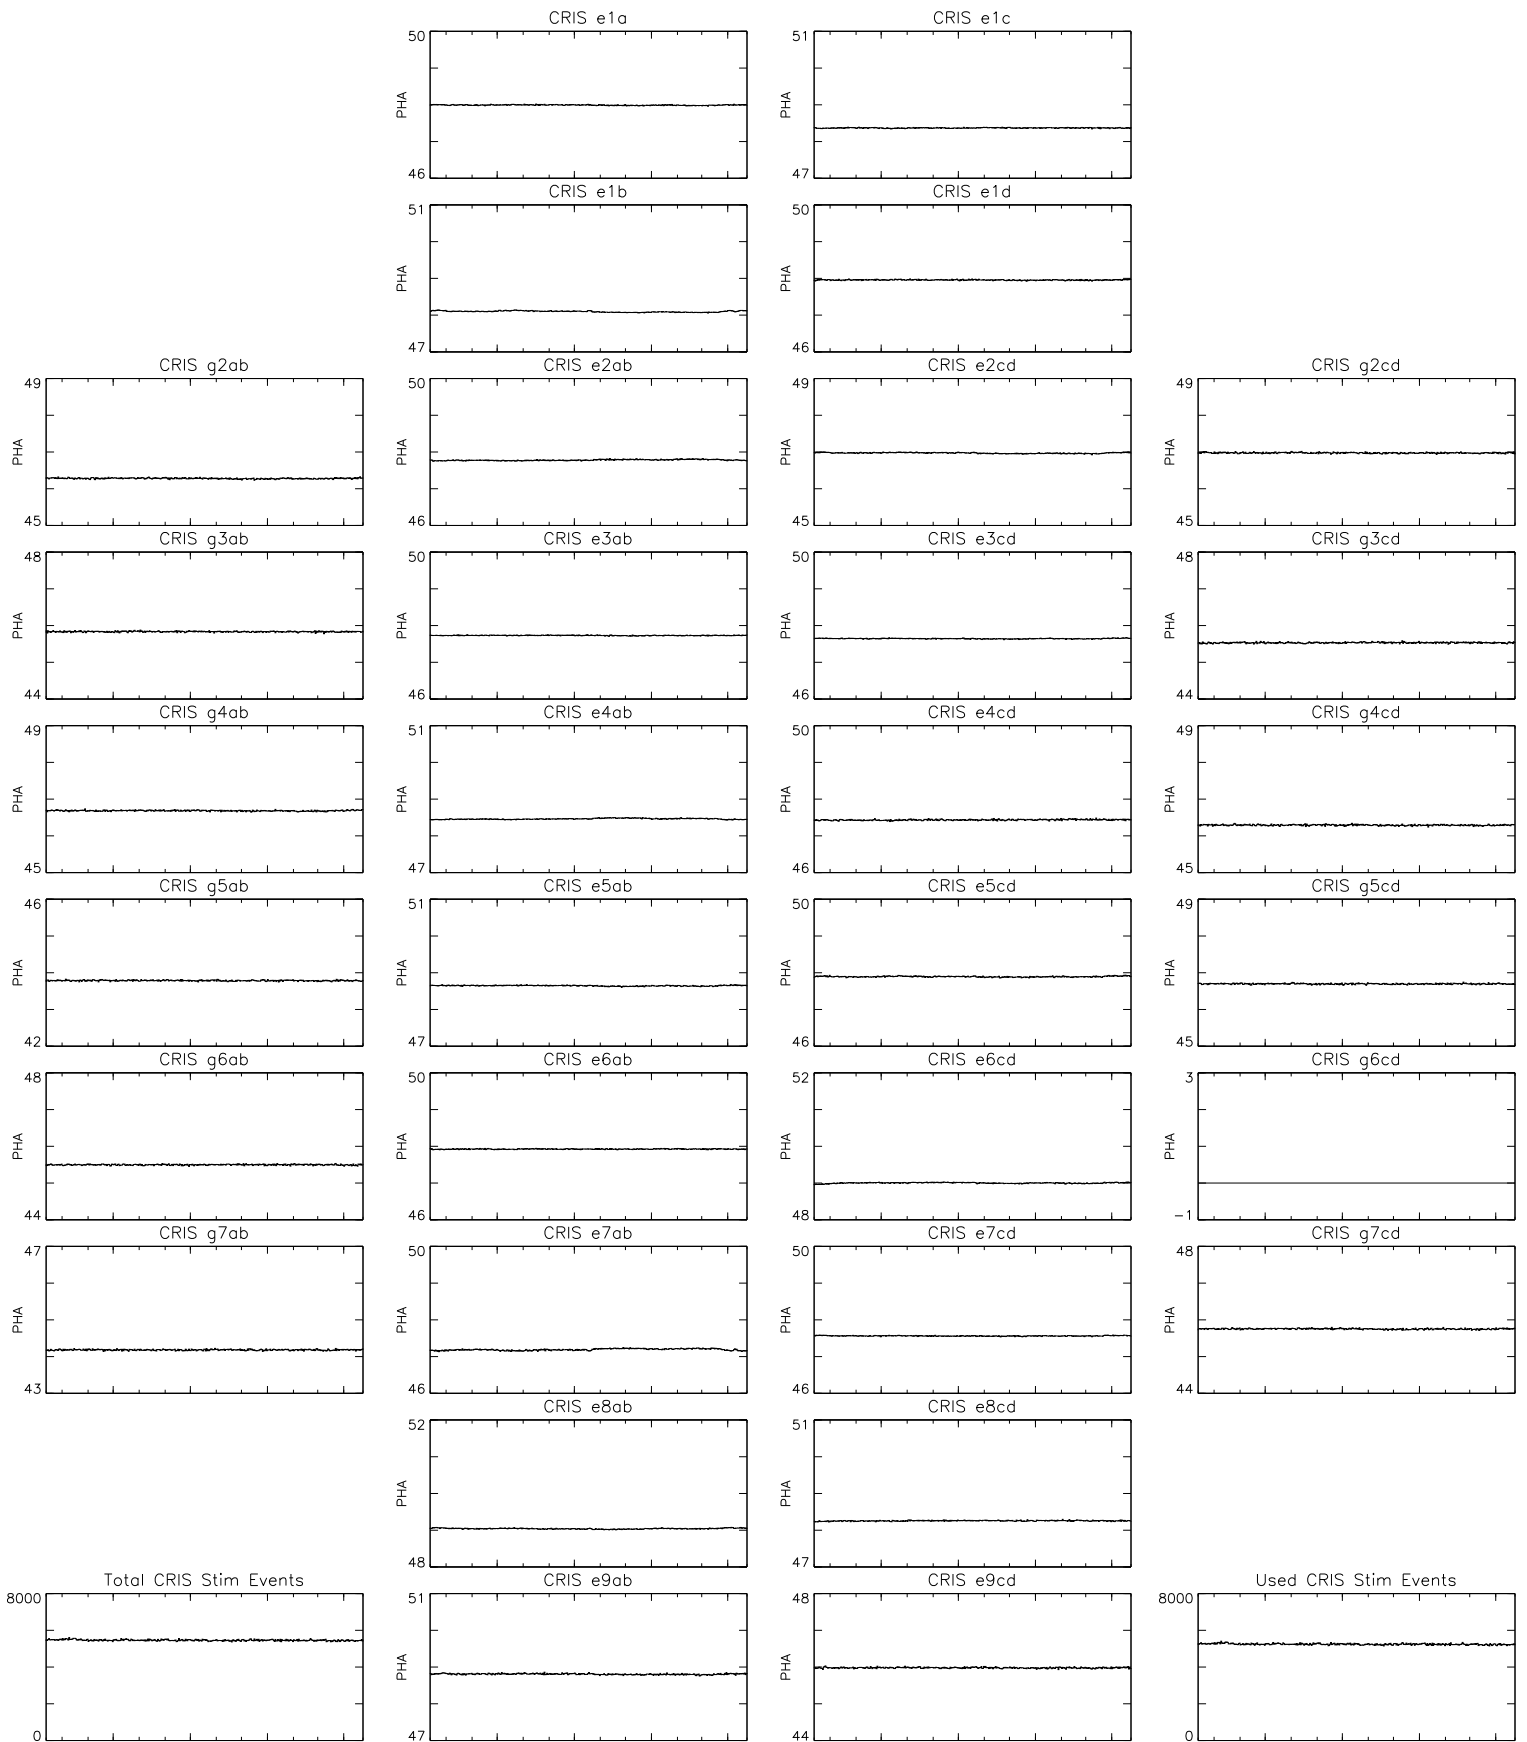 CRIS e1a
50
PHA
46
CRIS e1c
51
PHA
47
CRIS e1b
51
PHA
47
CRIS e1d
50
PHA
46
CRIS g2ab
49
PHA
45
CRIS e2ab
50
PHA
46
CRIS e2cd
49
PHA
45
CRIS g2cd
49
PHA
45
CRIS g3ab
48
PHA
44
CRIS e3ab
50
PHA
46
CRIS e3cd
50
PHA
46
CRIS g3cd
48
PHA
44
CRIS g4ab
49
PHA
45
CRIS e4ab
51
PHA
47
CRIS e4cd
50
PHA
46
CRIS g4cd
49
PHA
45
CRIS g5ab
46
PHA
42
CRIS e5ab
51
PHA
47
CRIS e5cd
50
PHA
46
CRIS g5cd
49
PHA
45
CRIS g6ab
48
PHA
44
CRIS e6ab
50
PHA
46
CRIS e6cd
52
PHA
48
CRIS g6cd
3
PHA
-1
CRIS g7ab
47
PHA
43
CRIS e7ab
50
PHA
46
CRIS e7cd
50
PHA
46
CRIS g7cd
48
PHA
44
CRIS e8ab
52
PHA
48
CRIS e8cd
51
PHA
47
Total CRIS Stim Events
8000
0
CRIS e9ab
51
PHA
47
CRIS e9cd
48
PHA
44
Used CRIS Stim Events
8000
0